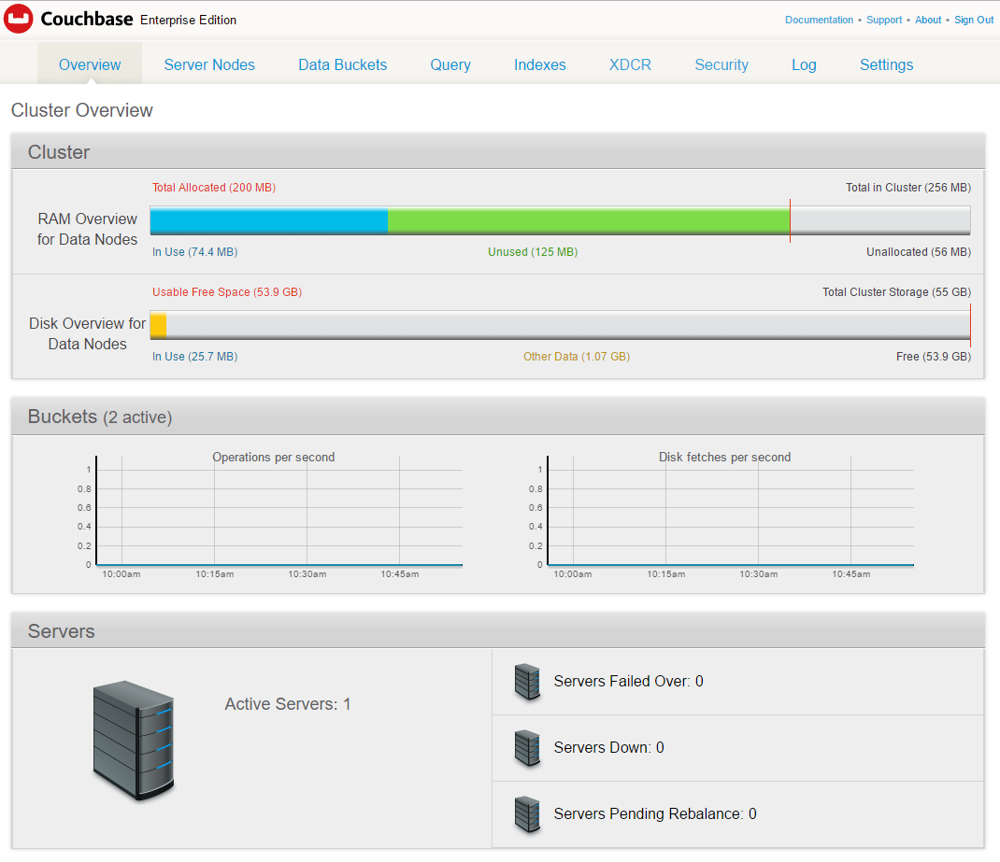 Couchbase Enterprise Edition
Documentation • Support • About • Sign Out
Overview Server Nodes Data Buckets Query Indexes XDCR Security Log Settings
Cluster Overview
Cluster
Total Allocated (200 MB) Total in Cluster (256 MB)
RAM Overview
for Data Nodes
In Use (74.4 MB) Unused (125 MB) Unallocated (56 MB)
Usable Free Space (53.9 GB) Total Cluster Storage (55 GB)
Disk Overview for
Data Nodes
In Use (25.7 MB) Other Data (1.07 GB) Free (53.9 GB)
Buckets (2 active)
Operations per second
1
0.8
0.6
0.4
0.2
0
10:00am 10:15am 10:30am 10:45am
Disk fetches per second
1
0.8
0.6
0.4
0.2
0
10:00am 10:15am 10:30am 10:45am
Servers
Active Servers: 1
Servers Failed Over: 0
Servers Down: 0
Servers Pending Rebalance: 0